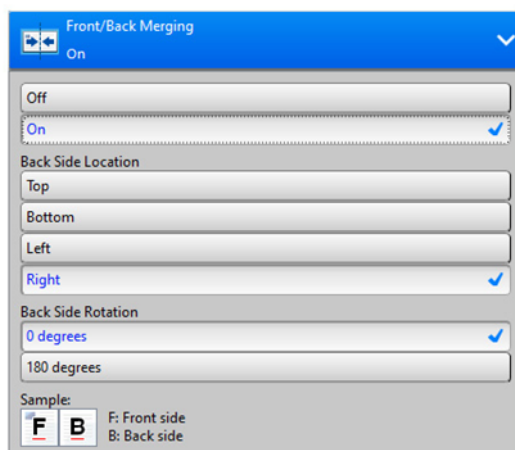 Front/Back Merging
On
Off
On
Back Side Location
Top
Bottom
Left
Right
Back Side Rotation
0 degrees
180 degrees
Sample:
F B
F: Front side
B: Back side